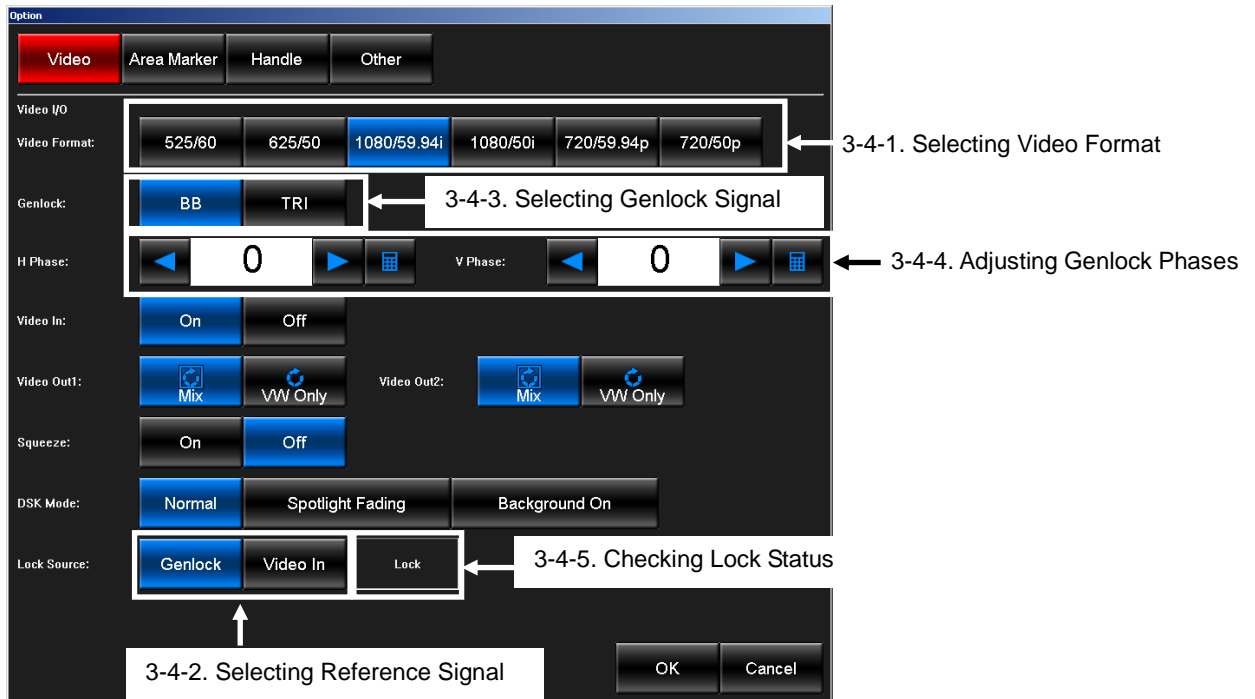 Option
Video Area Marker Handle Other
Video I/O
Video Format: 525/60 625/50 1080/59.94i 1080/50i 720/59.94p 720/50p
3-4-1. Selecting Video Format
Genlock: BB TRI
3-4-3. Selecting Genlock Signal
H Phase: 0 V Phase: 0
3-4-4. Adjusting Genlock Phases
Video In: On Off
Video Out1: Mix VW Only Video Out2: Mix VW Only
Squeeze: On Off
DSK Mode: Normal Spotlight Fading Background On
Lock Source: Genlock Video In Lock
3-4-5. Checking Lock Status
3-4-2. Selecting Reference Signal
OK Cancel